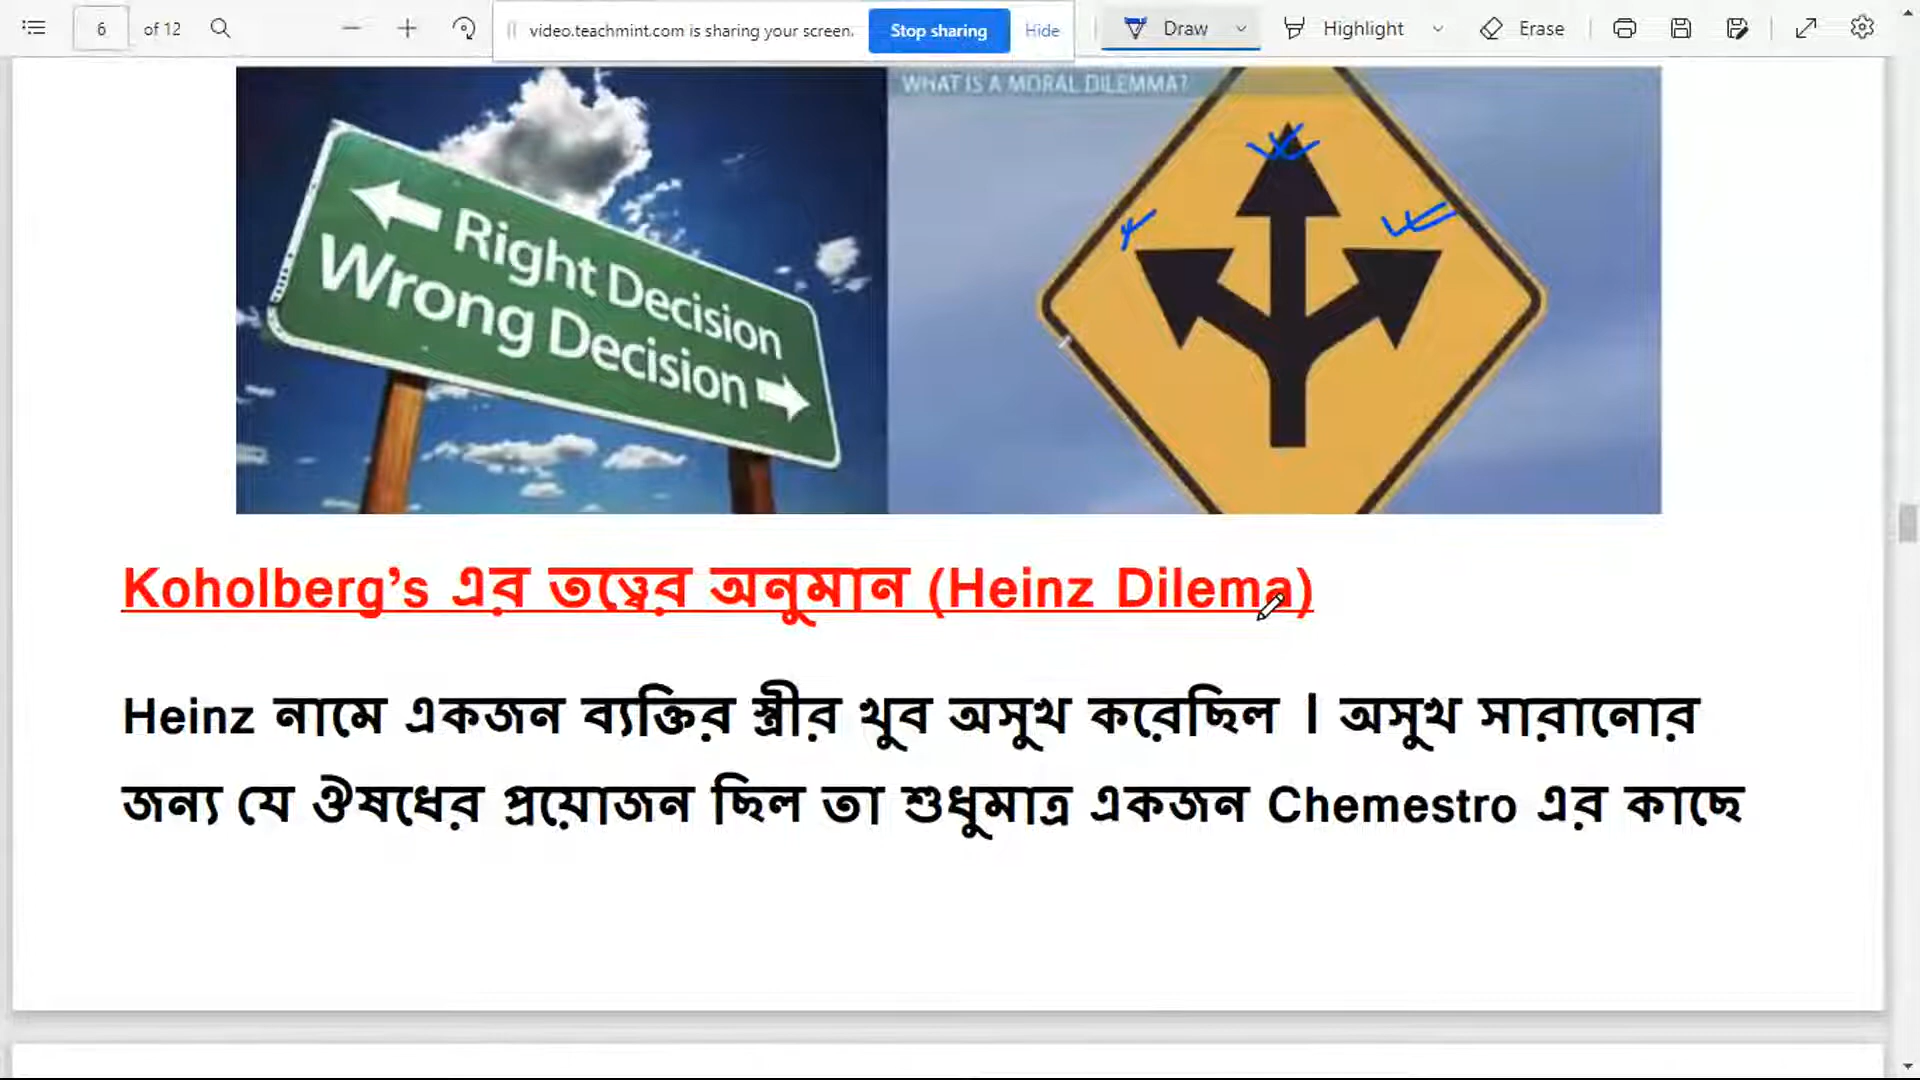 6 of 12
video.teachmint.com is sharing your screen. Stop sharing Hide
Draw Highlight Erase
Right Decision
Wrong Decision
WHAT IS A MORAL DILEMMA?
Koholberg’s এর তত্ত্বের অনুমান (Heinz Dilema)
Heinz নামে একজন ব্যক্তির স্ত্রীর খুব অসুখ করেছিল । অসুখ সারানোর
জন্য যে ঔষধের প্রয়োজন ছিল তা শুধুমাত্র একজন Chemestro এর কাছে